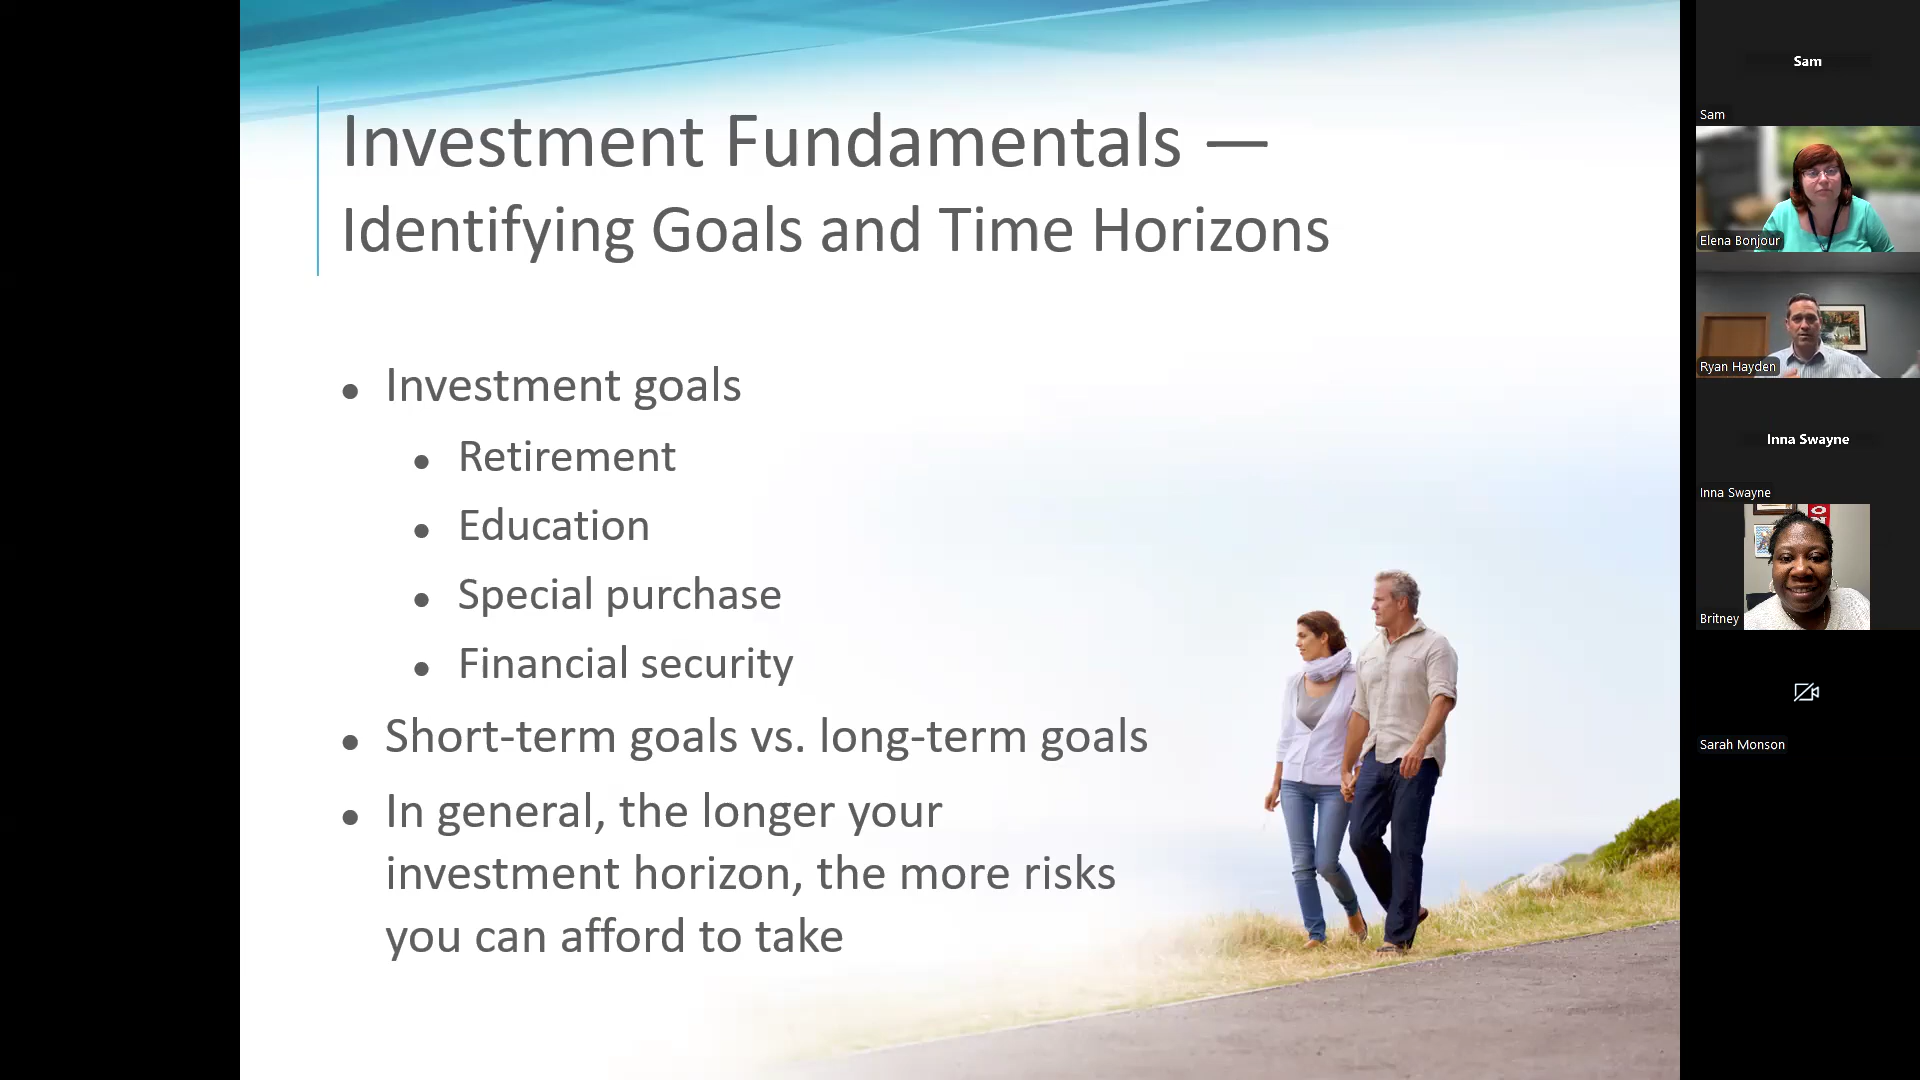 Investment Fundamentals —
Identifying Goals and Time Horizons
• Investment goals
• Retirement
• Education
• Special purchase
• Financial security
• Short-term goals vs. long-term goals
• In general, the longer your
investment horizon, the more risks
you can afford to take
Sam
Sam
Elena Bonjour
Ryan Hayden
Inna Swayne
Inna Swayne
Britney
Sarah Monson